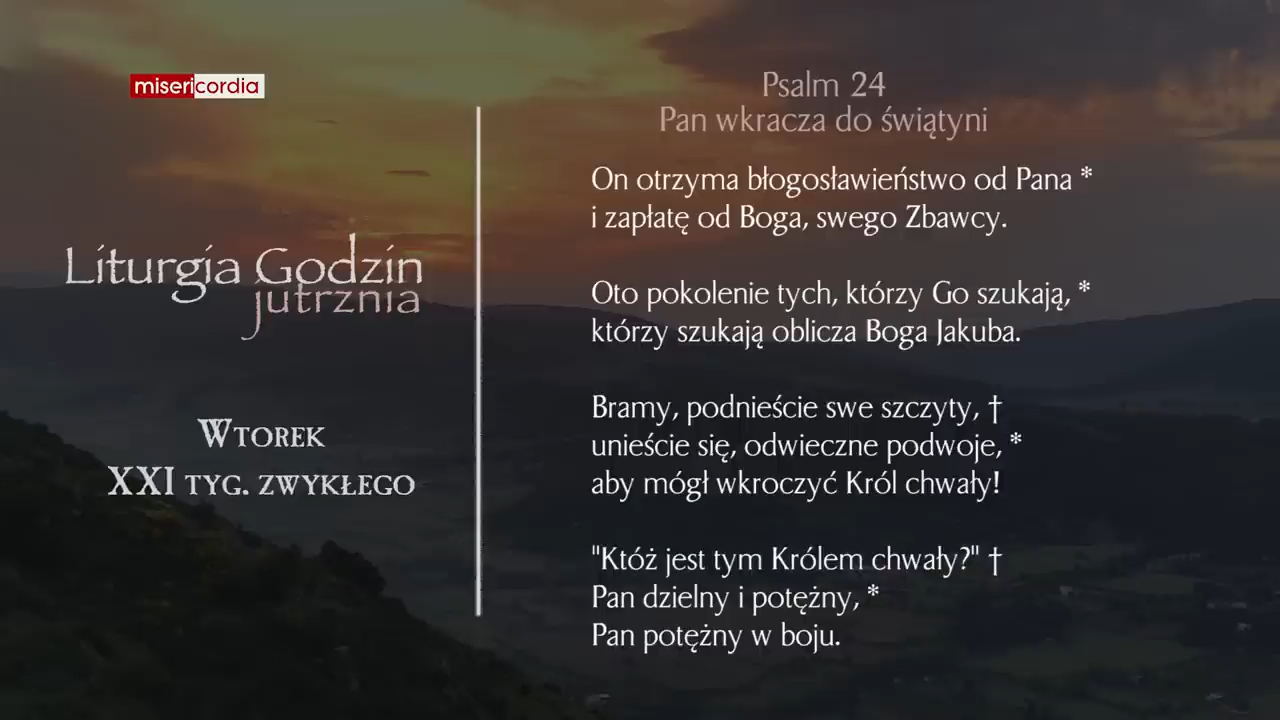 misericordia
Liturgia Godzin
jutrznia
Wtorek
XXI tyg. zwykłego
Psalm 24
Pan wkracza do świątyni
On otrzyma błogosławieństwo od Pana *
i zapłatę od Boga, swego Zbawcy.
Oto pokolenie tych, którzy Go szukają, *
którzy szukają oblicza Boga Jakuba.
Bramy, podnieście swe szczyty, †
unieście się, odwieczne podwoje, *
aby mógł wkroczyć Król chwały!
"Któż jest tym Królem chwały?" †
Pan dzielny i potężny, *
Pan potężny w boju.